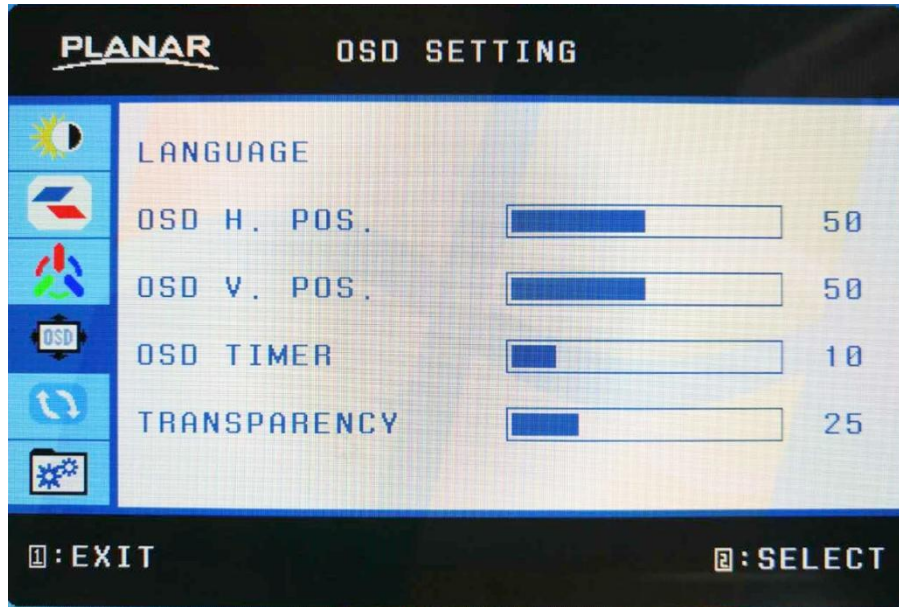 PLANAR
OSD SETTING
LANGUAGE
OSD H. POS. 50
OSD V. POS. 50
OSD
OSD TIMER 10
TRANSPARENCY 25
1:EXIT
2:SELECT